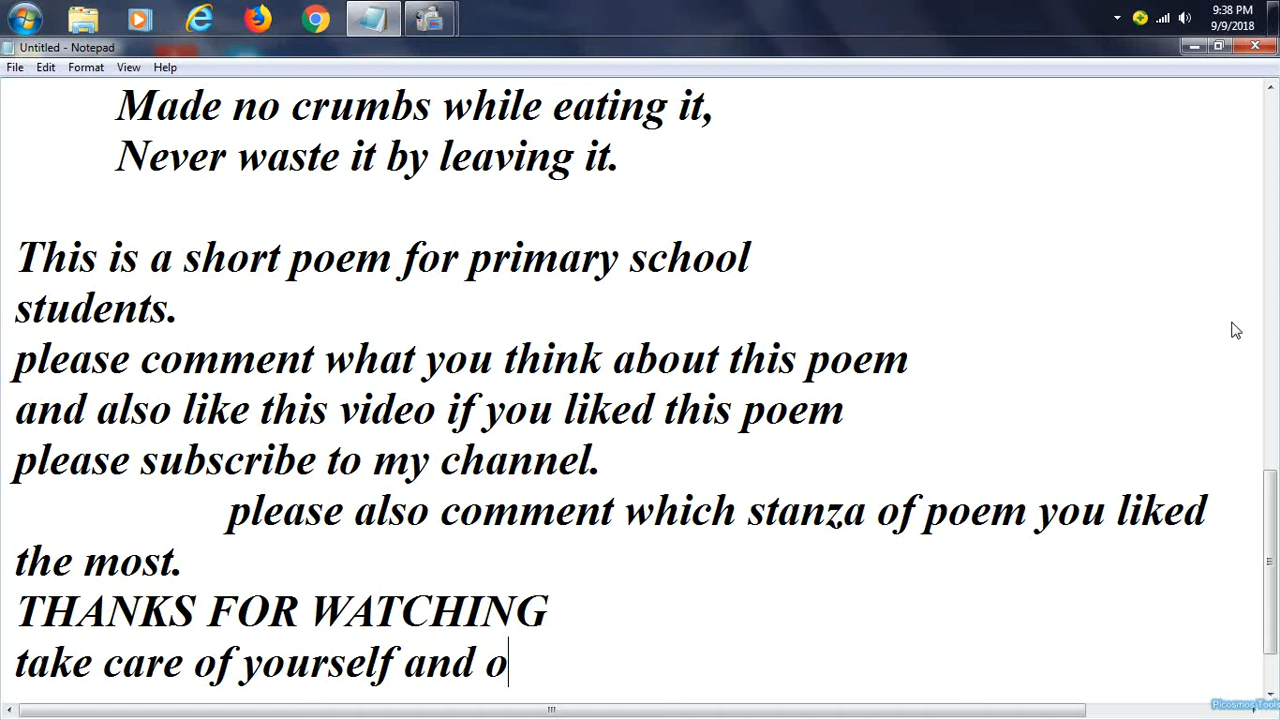 9:38 PM
9/9/2018
Untitled - Notepad
File Edit Format View Help
Made no crumbs while eating it,
Never waste it by leaving it.
This is a short poem for primary school
students.
please comment what you think about this poem
and also like this video if you liked this poem
please subscribe to my channel.
please also comment which stanza of poem you liked
the most.
THANKS FOR WATCHING
take care of yourself and o
Picosmos Tools